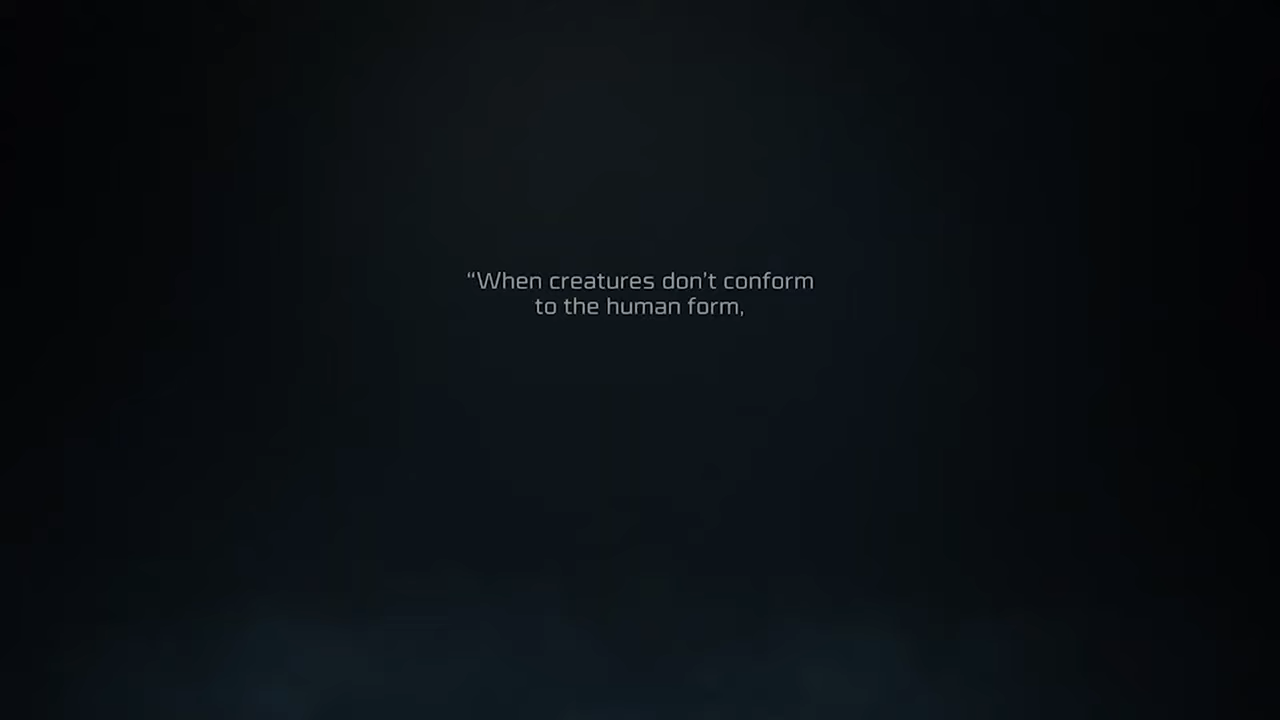 “When creatures don’t conform
to the human form,